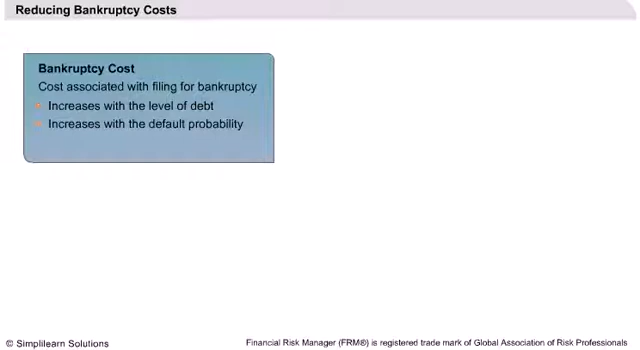 Reducing Bankruptcy Costs
Bankruptcy Cost
Cost associated with filing for bankruptcy
Increases with the level of debt
Increases with the default probability
© Simplilearn Solutions
Financial Risk Manager (FRM®) is registered trade mark of Global Association of Risk Professionals